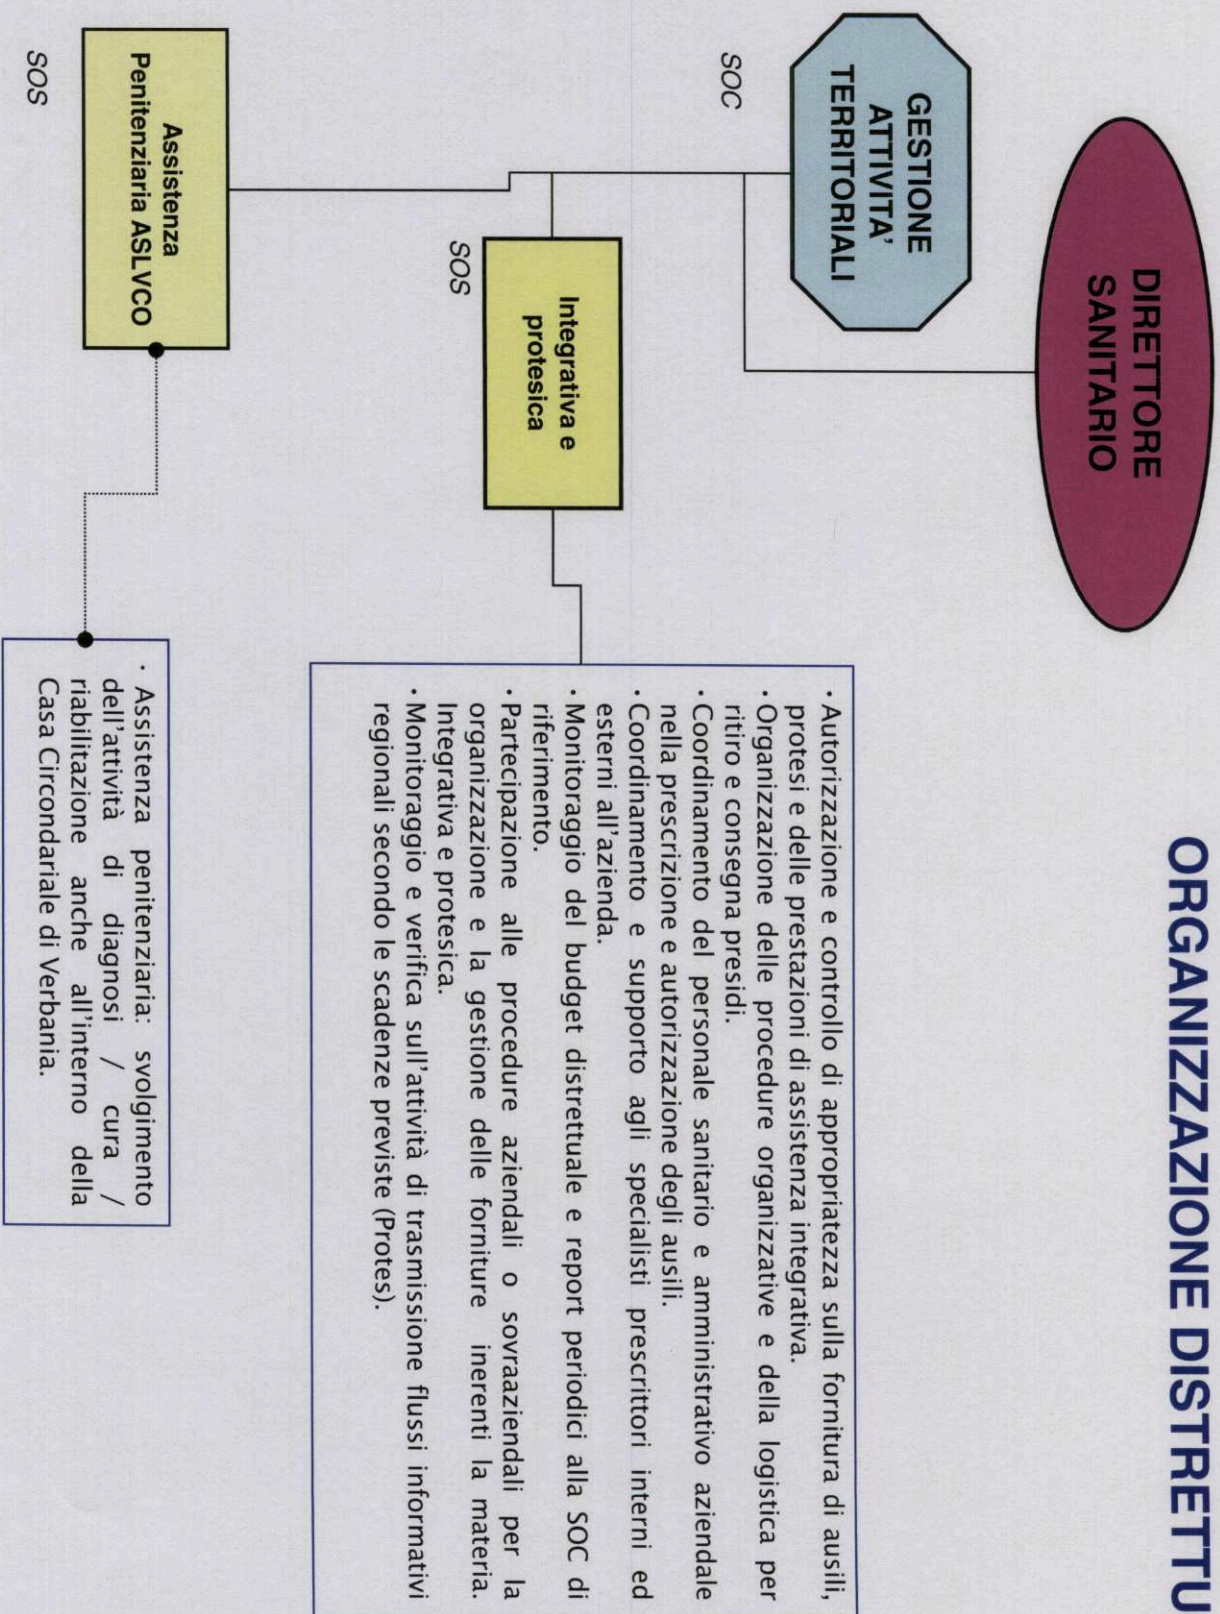 ORGANIZZAZIONE DISTRETTU
DIRETTORE
SANITARIO
GESTIONE
ATTIVITA'
TERRITORIALI
SOC
Integrativa e
protesica
SOS
Assistenza
Penitenziaria ASLVCO
SOS
· Autorizzazione e controllo di appropriatezza sulla fornitura di ausili,
protesi e delle prestazioni di assistenza integrativa.
· Organizzazione delle procedure organizzative e della logistica per
ritiro e consegna presidi.
· Coordinamento del personale sanitario e amministrativo aziendale
nella prescrizione e autorizzazione degli ausili.
· Coordinamento e supporto agli specialisti prescrittori interni ed
esterni all'azienda.
· Monitoraggio del budget distrettuale e report periodici alla SOC di
riferimento.
· Partecipazione alle procedure aziendali o sovraaziendali per la
organizzazione e la gestione delle forniture inerenti la materia.
Integrativa e protesica.
· Monitoraggio e verifica sull'attività di trasmissione flussi informativi
regionali secondo le scadenze previste (Protes).
· Assistenza penitenziaria: svolgimento
dell'attività di diagnosi / cura /
riabilitazione anche all'interno della
Casa Circondariale di Verbania.